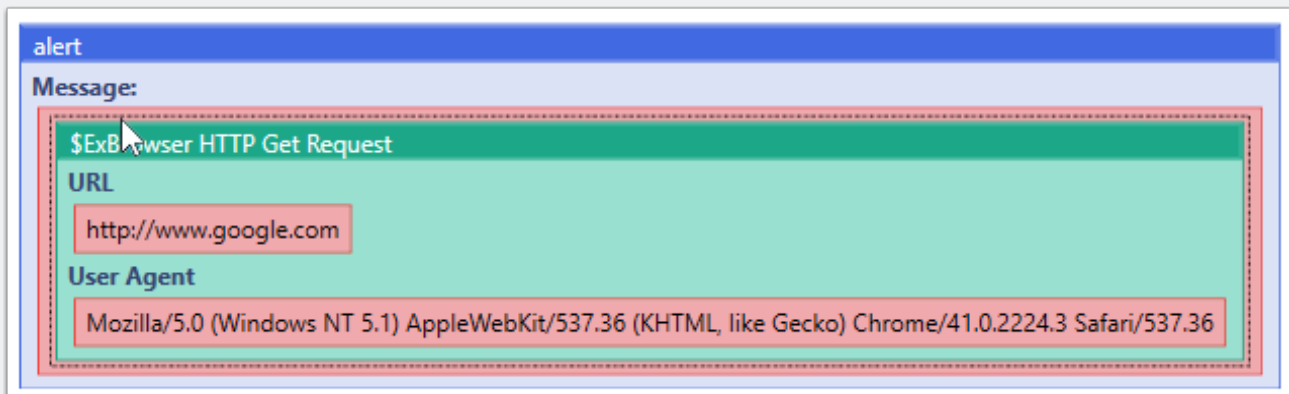 alert
Message:
$ExBrowser HTTP Get Request
URL
http://www.google.com
User Agent
Mozilla/5.0 (Windows NT 5.1) AppleWebKit/537.36 (KHTML, like Gecko) Chrome/41.0.2224.3 Safari/537.36